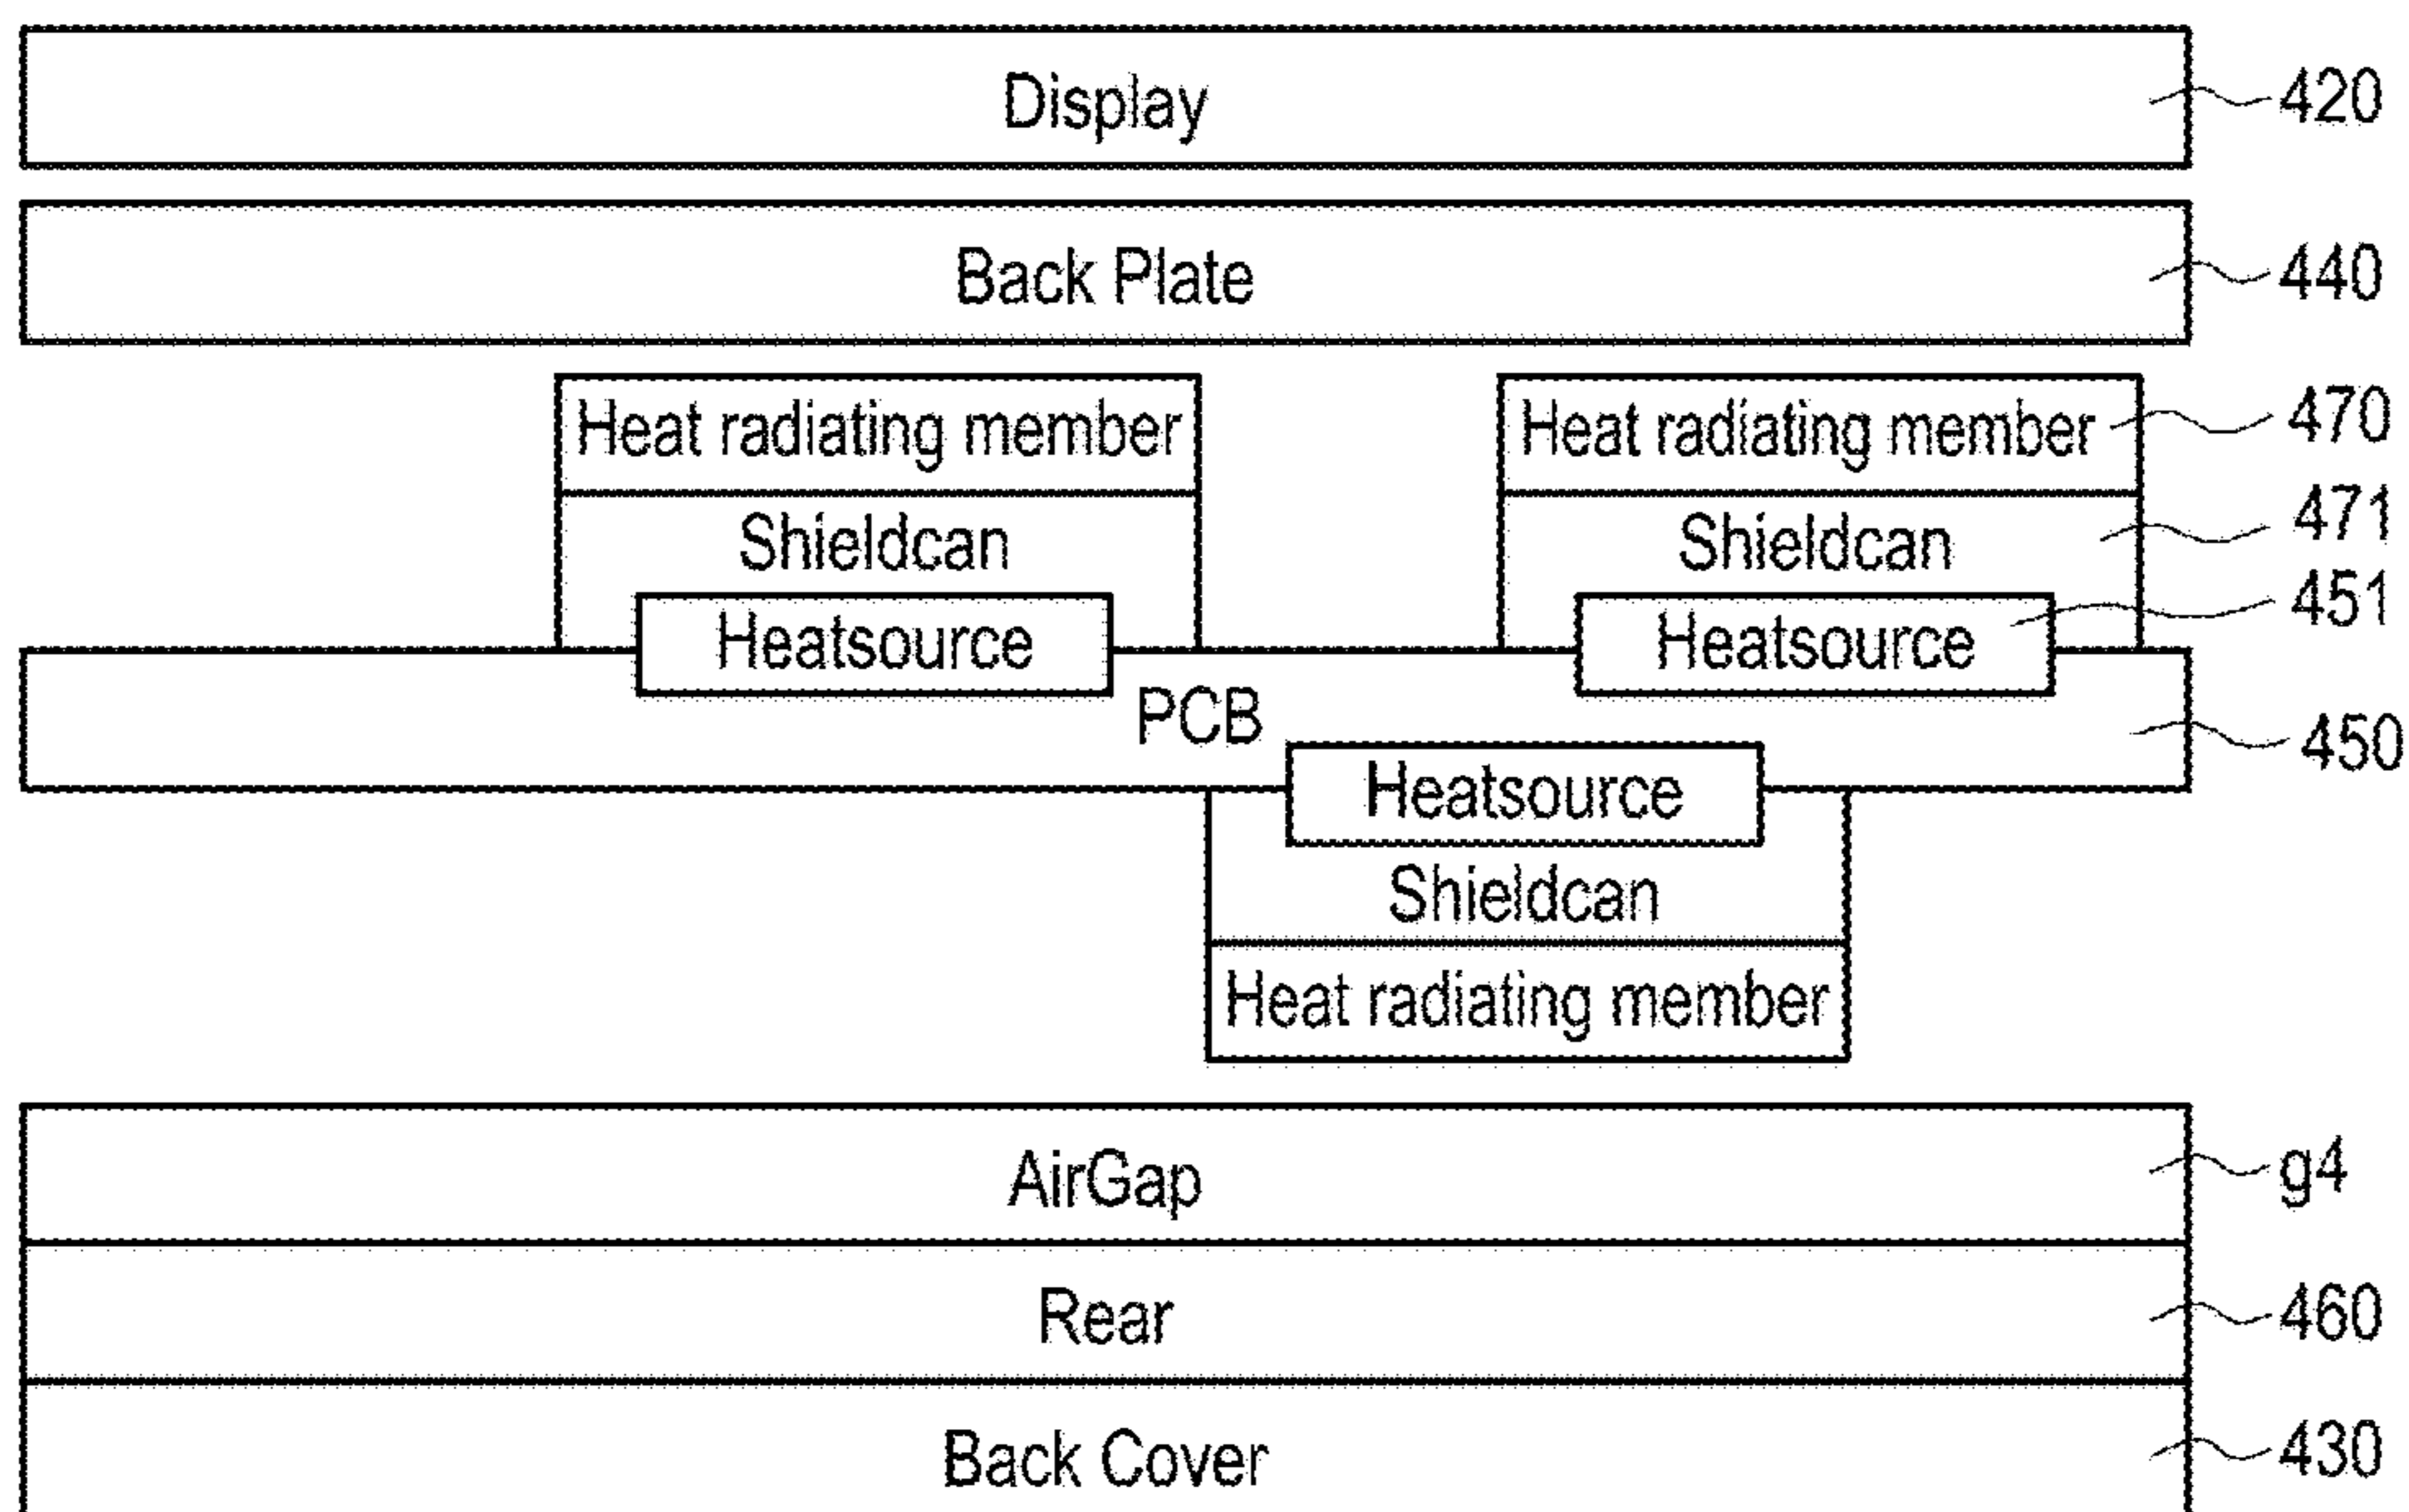 Display 420
Back Plate 440
Heat radiating member Heat radiating member 470
Shieldcan Shieldcan 471
Heatsource Heatsource 451
PCB 450
Heatsource
Shieldcan
Heat radiating member
AirGap g4
Rear 460
Back Cover 430